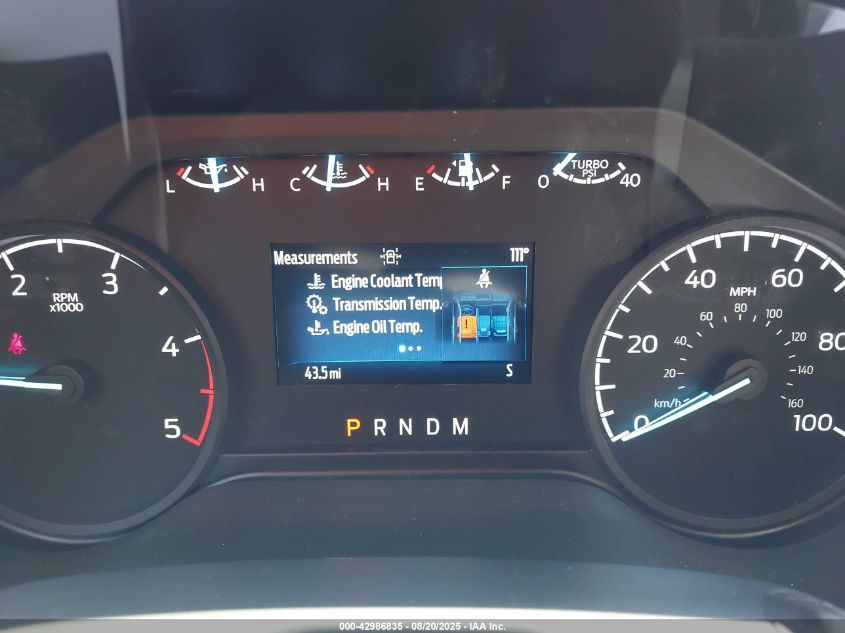 L H C H E F 0 TURBO PSI 40
Measurements 111°
Engine Coolant Tem
Transmission Temp.
Engine Oil Temp.
43.5 mi S
P R N D M
2 3 4 5
RPM
x1000
0 20 40 60 80 100
MPH
km/h 20 40 60 80 100 120 140 160
000-42986835 - 08/20/2025 - IAA Inc.